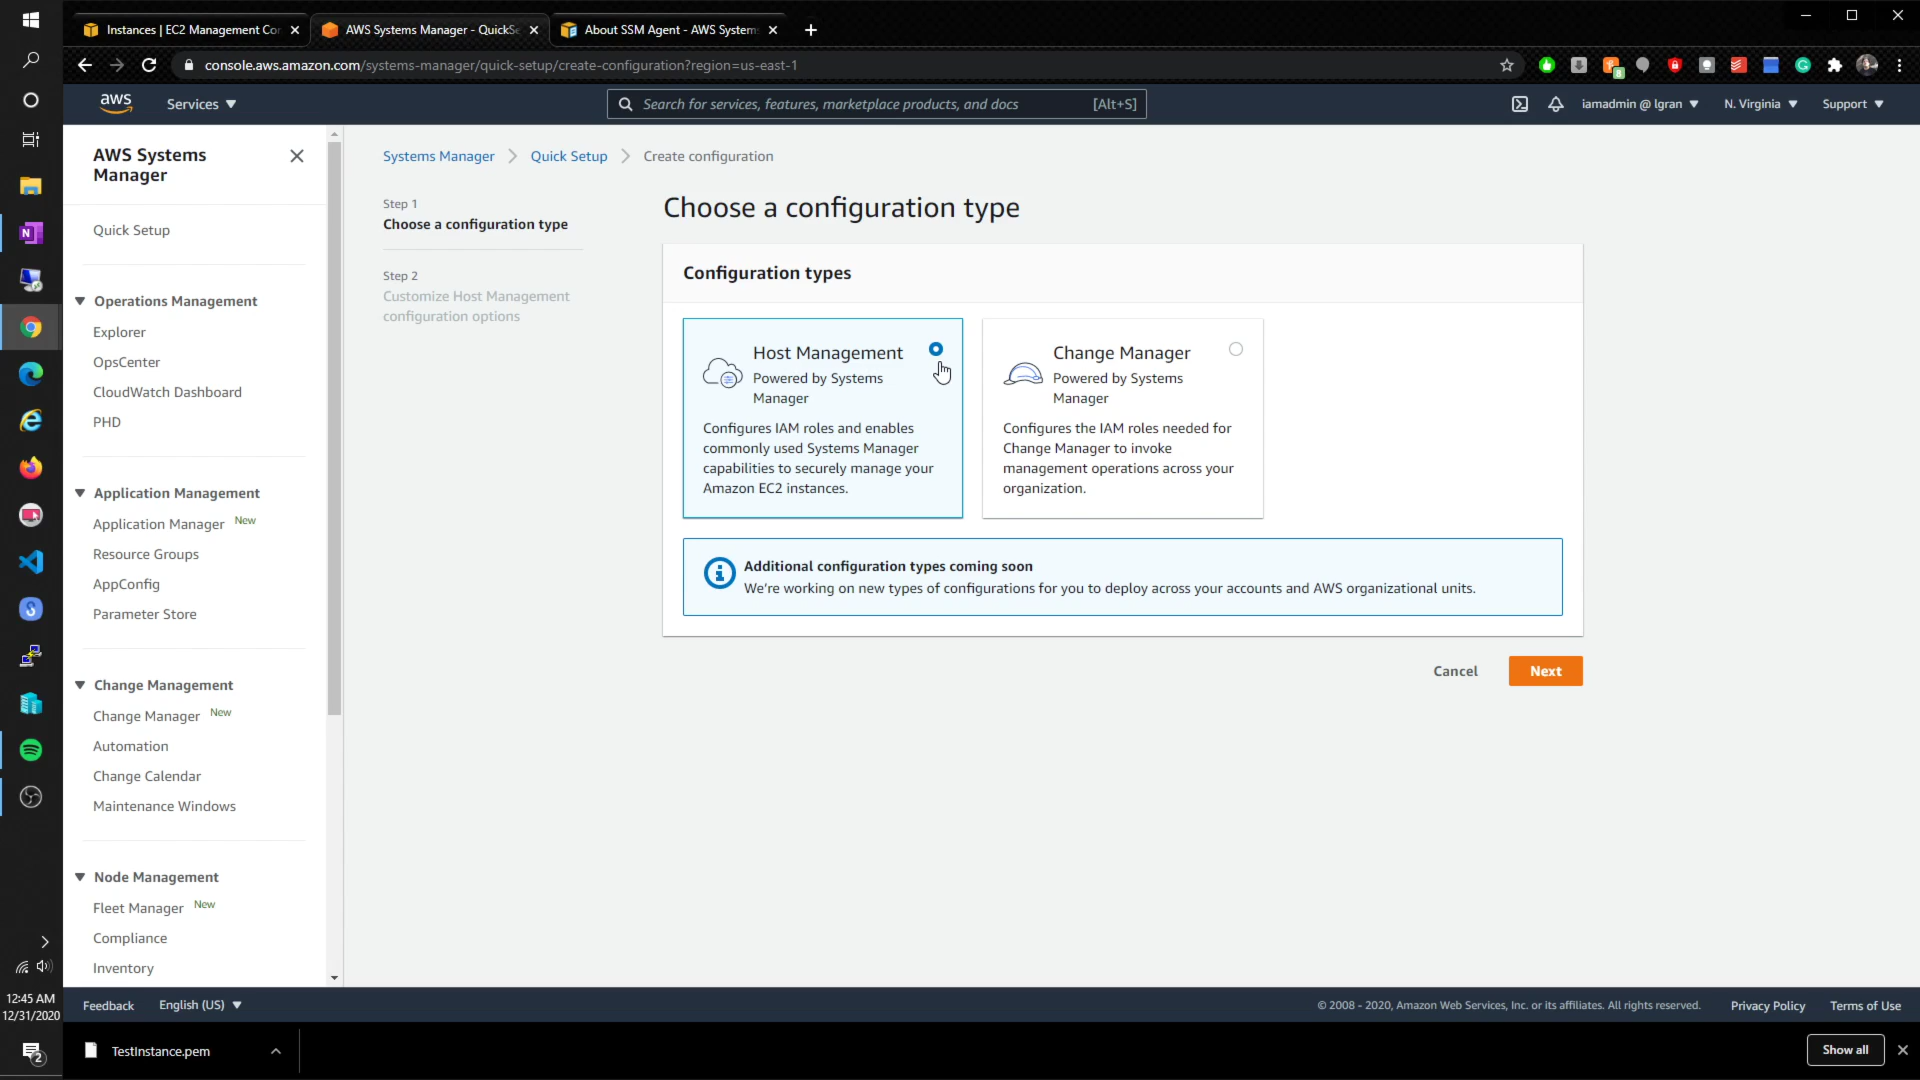 Instances | EC2 Management Con
AWS Systems Manager - QuickSe
About SSM Agent - AWS Systems
console.aws.amazon.com/systems-manager/quick-setup/create-configuration?region=us-east-1
8
aws
Services
Search for services, features, marketplace products, and docs
[Alt+S]
iamadmin @ lgran
N. Virginia
Support
AWS Systems
Manager
Quick Setup
Operations Management
Explorer
OpsCenter
CloudWatch Dashboard
PHD
Application Management
Application Manager New
Resource Groups
AppConfig
Parameter Store
Change Management
Change Manager New
Automation
Change Calendar
Maintenance Windows
Node Management
Fleet Manager New
Compliance
Inventory
Systems Manager
Quick Setup
Create configuration
Step 1
Choose a configuration type
Step 2
Customize Host Management
configuration options
Choose a configuration type
Configuration types
Host Management
Powered by Systems
Manager
Configures IAM roles and enables
commonly used Systems Manager
capabilities to securely manage your
Amazon EC2 instances.
Change Manager
Powered by Systems
Manager
Configures the IAM roles needed for
Change Manager to invoke
management operations across your
organization.
Additional configuration types coming soon
We're working on new types of configurations for you to deploy across your accounts and AWS organizational units.
Cancel
Next
Feedback
English (US)
© 2008 - 2020, Amazon Web Services, Inc. or its affiliates. All rights reserved.
Privacy Policy
Terms of Use
12:45 AM
12/31/2020
2
TestInstance.pem
Show all